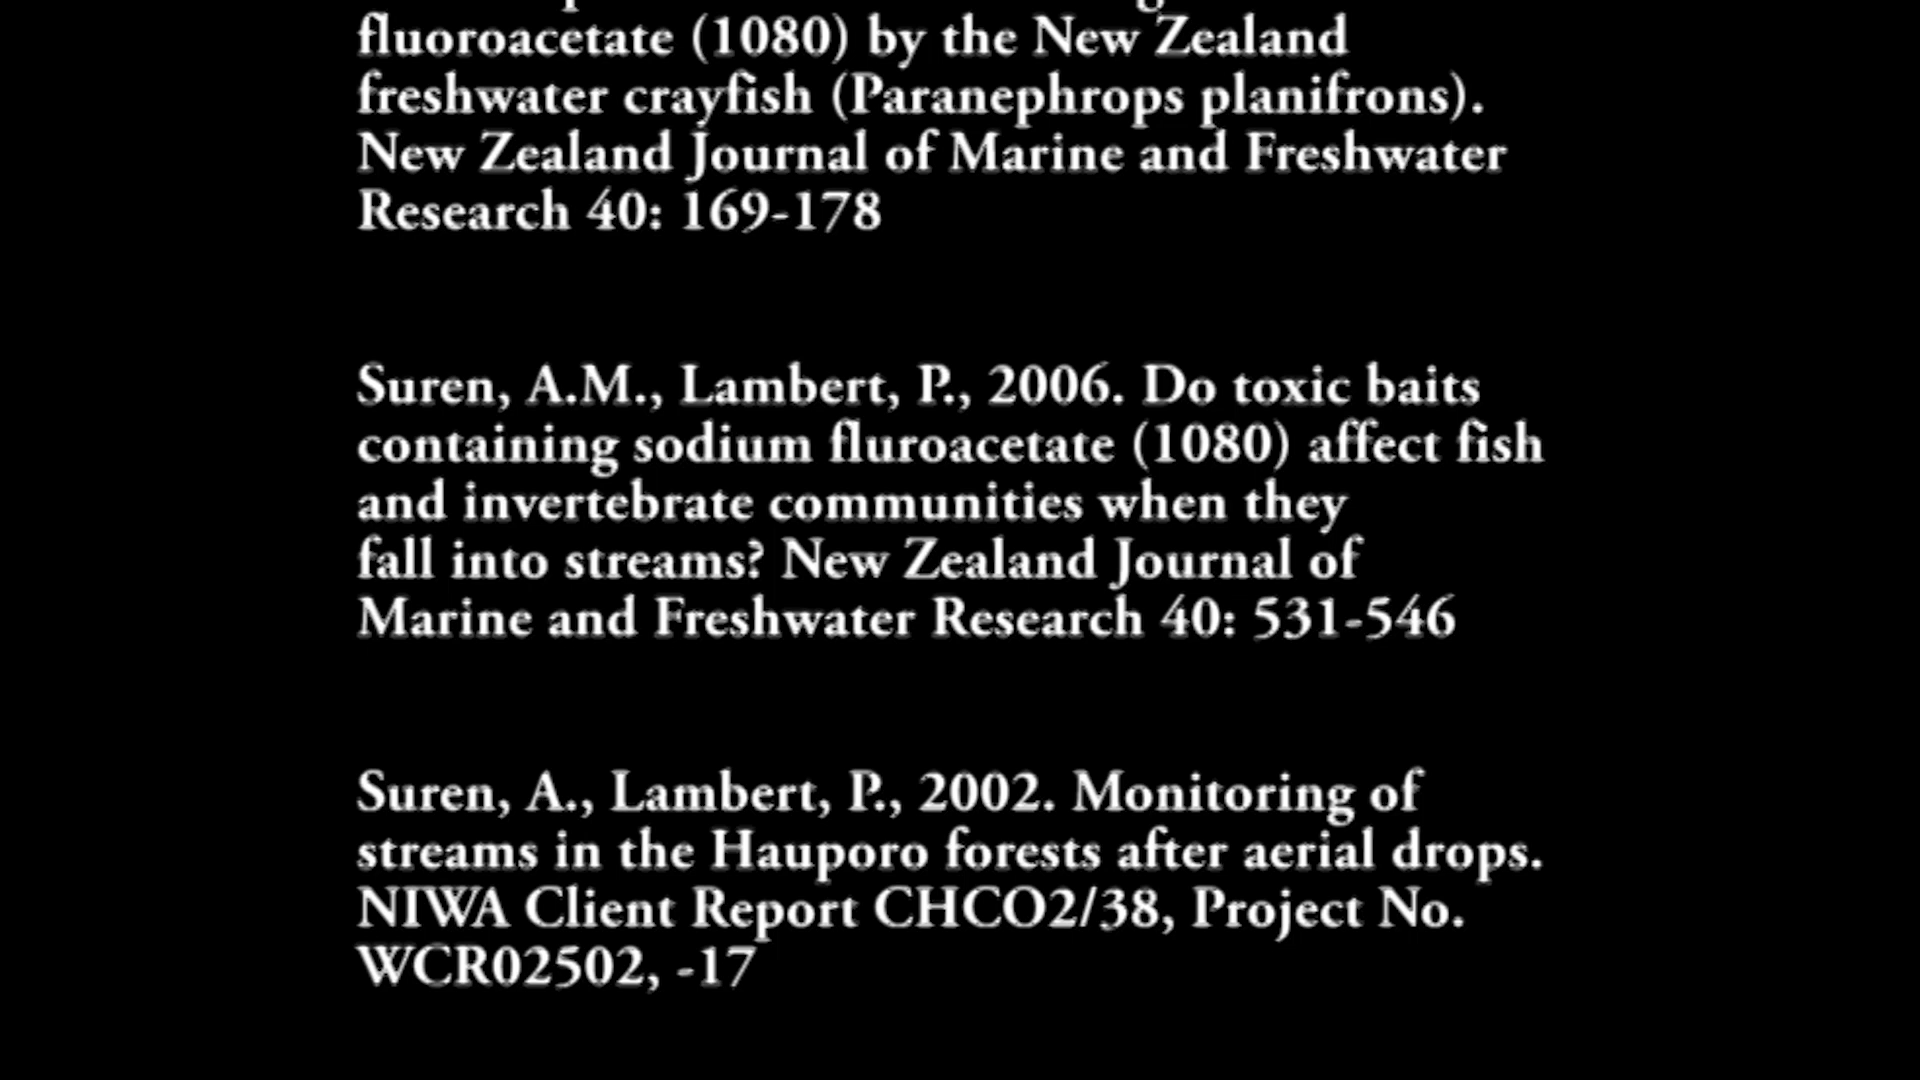 fluoroacetate (1080) by the New Zealand
freshwater crayfish (Paranephrops planifrons).
New Zealand Journal of Marine and Freshwater
Research 40: 169-178
Suren, A.M., Lambert, P., 2006. Do toxic baits
containing sodium fluroacetate (1080) affect fish
and invertebrate communities when they
fall into streams? New Zealand Journal of
Marine and Freshwater Research 40: 531-546
Suren, A., Lambert, P., 2002. Monitoring of
streams in the Hauporo forests after aerial drops.
NIWA Client Report CHCO2/38, Project No.
WCR02502, -17